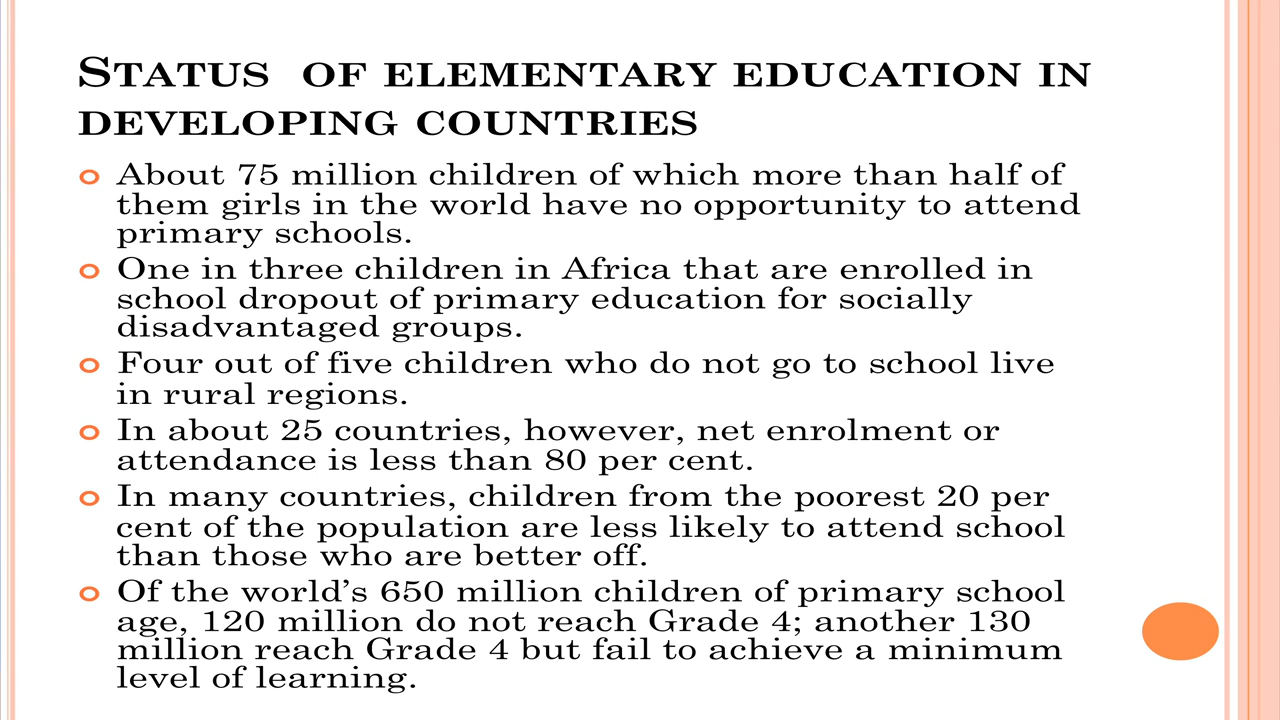 Status of elementary education in
developing countries
About 75 million children of which more than half of
them girls in the world have no opportunity to attend
primary schools.
One in three children in Africa that are enrolled in
school dropout of primary education for socially
disadvantaged groups.
Four out of five children who do not go to school live
in rural regions.
In about 25 countries, however, net enrolment or
attendance is less than 80 per cent.
In many countries, children from the poorest 20 per
cent of the population are less likely to attend school
than those who are better off.
Of the world’s 650 million children of primary school
age, 120 million do not reach Grade 4; another 130
million reach Grade 4 but fail to achieve a minimum
level of learning.